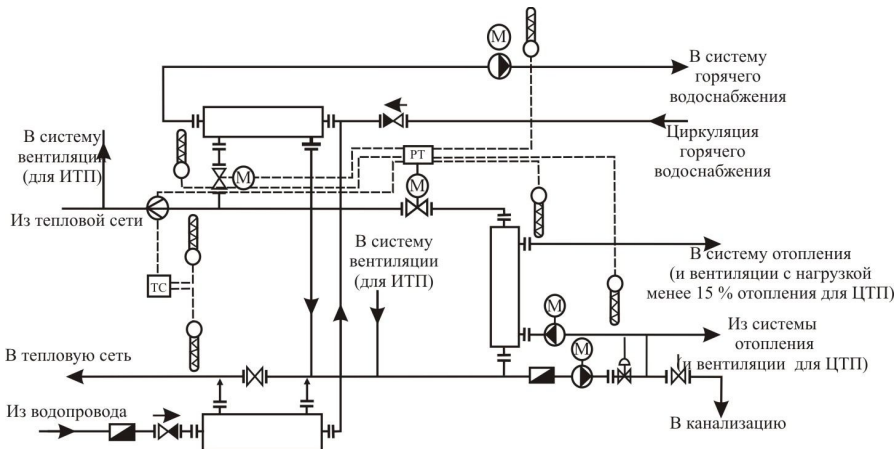 М
В систему
горячего
водоснабжения
В систему
вентиляции
(для ИТП)
Циркуляция
горячего
водоснабжения
РТ
М
М
Из тепловой сети
В систему
вентиляции
(для ИТП)
В систему отопления
(и вентиляции с нагрузкой
менее 15 % отопления для ЦТП)
ТС
М
Из системы
отопления
(и вентиляции для ЦТП)
М
В тепловую сеть
Из водопровода
В канализацию